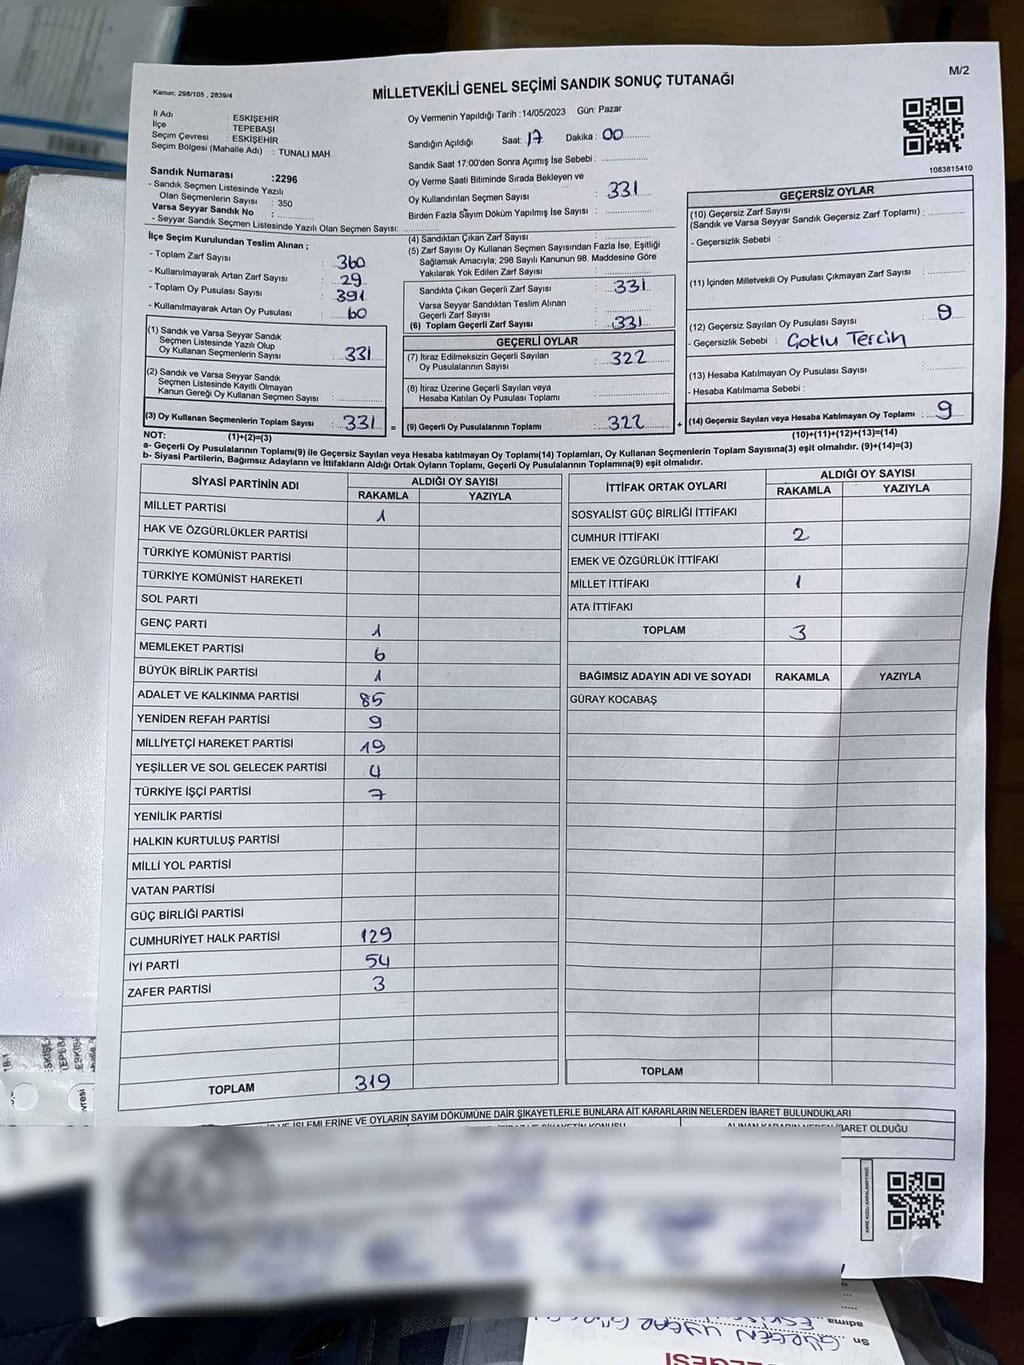 M/2
Kanun: 298/105 , 2839/4
MİLLETVEKİLİ GENEL SEÇİMİ SANDIK SONUÇ TUTANAĞI
İl Adı : ESKİŞEHİR
İlçe : TEPEBAŞI
Seçim Çevresi : ESKİŞEHİR
Seçim Bölgesi (Mahalle Adı) : TUNALI MAH.
Sandık Numarası :2296
- Sandık Seçmen Listesinde Yazılı
Olan Seçmenlerin Sayısı : 350
Varsa Seyyar Sandık No :
- Seyyar Sandık Seçmen Listesinde Yazılı Olan Seçmen Sayısı:
Oy Vermenin Yapıldığı Tarih :14/05/2023 Gün: Pazar
Sandığın Açıldığı Saat: 17 Dakika : 00
Sandık Saat 17:00'den Sonra Açımış İse Sebebi :
Oy Verme Saati Bitiminde Sırada Bekleyen ve
Oy Kullandırılan Seçmen Sayısı : 331
Birden Fazla Sayım Döküm Yapılmış İse Sayısı :
1083815410
İlçe Seçim Kurulundan Teslim Alınan ;
- Toplam Zarf Sayısı : 360
- Kullanılmayarak Artan Zarf Sayısı : 29
- Toplam Oy Pusulası Sayısı : 391
- Kullanılmayarak Artan Oy Pusulası : 60
(1) Sandık ve Varsa Seyyar Sandık
Seçmen Listesinde Yazılı Olup
Oy Kullanan Seçmenlerin Sayısı : 331
(2) Sandık ve Varsa Seyyar Sandık
Seçmen Listesinde Kayıtlı Olmayan
Kanun Gereği Oy Kullanan Seçmen Sayısı :
(3) Oy Kullanan Seçmenlerin Toplam Sayısı : 331 =
(4) Sandıktan Çıkan Zarf Sayısı :
(5) Zarf Sayısı Oy Kullanan Seçmen Sayısından Fazla İse, Eşitliği
Sağlamak Amacıyla; 298 Sayılı Kanunun 98. Maddesine Göre
Yakılarak Yok Edilen Zarf Sayısı :
Sandıkta Çıkan Geçerli Zarf Sayısı : 331
Varsa Seyyar Sandıktan Teslim Alınan
Geçerli Zarf Sayısı :
(6) Toplam Geçerli Zarf Sayısı : 331
GEÇERLİ OYLAR
(7) İtiraz Edilmeksizin Geçerli Sayılan
Oy Pusulalarının Sayısı : 322
(8) İtiraz Üzerine Geçerli Sayılan veya
Hesaba Katılan Oy Pusulası Toplamı :
(9) Geçerli Oy Pusulalarının Toplamı : 322 +
GEÇERSİZ OYLAR
(10) Geçersiz Zarf Sayısı
(Sandık ve Varsa Seyyar Sandık Geçersiz Zarf Toplamı) :
- Geçersizlik Sebebi :
(11) İçinden Milletvekili Oy Pusulası Çıkmayan Zarf Sayısı :
(12) Geçersiz Sayılan Oy Pusulası Sayısı : 9
- Geçersizlik Sebebi : Çoklu Tercih
(13) Hesaba Katılmayan Oy Pusulası Sayısı :
- Hesaba Katılmama Sebebi :
(14) Geçersiz Sayılan veya Hesaba Katılmayan Oy Toplamı : 9
NOT: (1)+(2)=(3)
(10)+(11)+(12)+(13)=(14)
a- Geçerli Oy Pusulalarının Toplamı(9) ile Geçersiz Sayılan veya Hesaba katılmayan Oy Toplamı(14) Toplamları, Oy Kullanan Seçmenlerin Toplam Sayısına(3) eşit olmalıdır. (9)+(14)=(3)
b- Siyasi Partilerin, Bağımsız Adayların ve İttifakların Aldığı Ortak Oyların Toplamı, Geçerli Oy Pusulalarının Toplamına(9) eşit olmalıdır.
SİYASİ PARTİNİN ADI ALDIĞI OY SAYISI
RAKAMLA YAZIYLA
MİLLET PARTİSİ 1
HAK VE ÖZGÜRLÜKLER PARTİSİ
TÜRKİYE KOMÜNİST PARTİSİ
TÜRKİYE KOMÜNİST HAREKETİ
SOL PARTİ
GENÇ PARTİ 1
MEMLEKET PARTİSİ 6
BÜYÜK BİRLİK PARTİSİ 1
ADALET VE KALKINMA PARTİSİ 85
YENİDEN REFAH PARTİSİ 9
MİLLİYETÇİ HAREKET PARTİSİ 19
YEŞİLLER VE SOL GELECEK PARTİSİ 4
TÜRKİYE İŞÇİ PARTİSİ 7
YENİLİK PARTİSİ
HALKIN KURTULUŞ PARTİSİ
MİLLİ YOL PARTİSİ
VATAN PARTİSİ
GÜÇ BİRLİĞİ PARTİSİ
CUMHURİYET HALK PARTİSİ 129
İYİ PARTİ 54
ZAFER PARTİSİ 3
TOPLAM 319
İTTİFAK ORTAK OYLARI ALDIĞI OY SAYISI
RAKAMLA YAZIYLA
SOSYALİST GÜÇ BİRLİĞİ İTTİFAKI
CUMHUR İTTİFAKI 2
EMEK VE ÖZGÜRLÜK İTTİFAKI
MİLLET İTTİFAKI 1
ATA İTTİFAKI
TOPLAM 3
BAĞIMSIZ ADAYIN ADI VE SOYADI RAKAMLA YAZIYLA
GÜRAY KOCABAŞ
TOPLAM
İŞLEMLERİNE VE OYLARIN SAYIM DÖKÜMÜNE DAİR ŞİKAYETLERLE BUNLARA AİT KARARLARIN NELERDEN İBARET BULUNDUKLARI
İBARET OLDUĞU